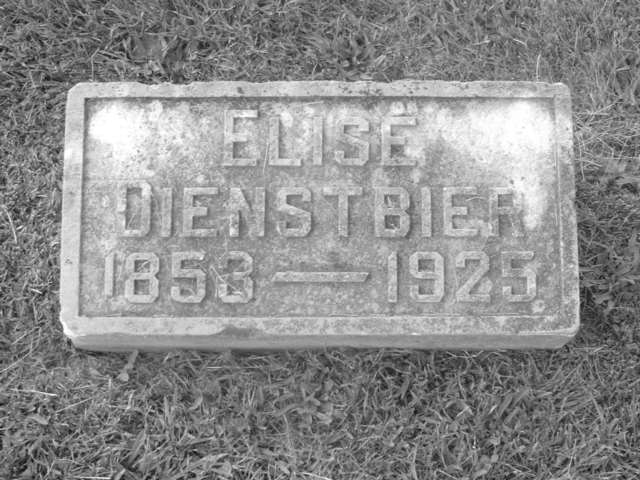 ELISE
DIENSTBIER
1853 — 1925